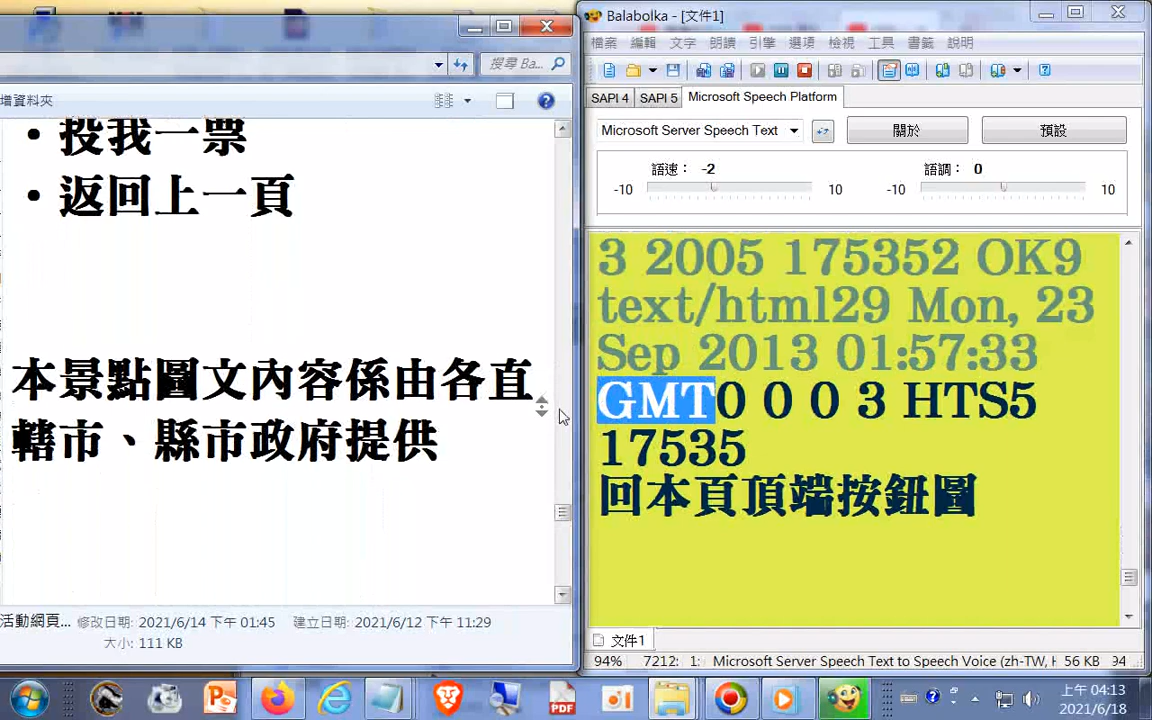 搜尋 Ba...
增資料夾
• 投我一票
• 返回上一頁
本景點圖文內容係由各直
轄市、縣市政府提供
活動網頁... 修改日期: 2021/6/14 下午 01:45 建立日期: 2021/6/12 下午 11:29
大小: 111 KB
Balabolka - [文件1]
檔案 編輯 文字 朗讀 引擎 選項 檢視 工具 書籤 說明
SAPI 4 SAPI 5 Microsoft Speech Platform
Microsoft Server Speech Text 關於 預設
語速： -2 語調： 0
-10 10 -10 10
3 2005 175352 OK9
text/html29 Mon, 23
Sep 2013 01:57:33
GMT0 0 0 3 HTS5
17535
回本頁頂端按鈕圖
文件1
94% 7212: 1: Microsoft Server Speech Text to Speech Voice (zh-TW, H 56 KB 94
PDF
上午 04:13
2021/6/18